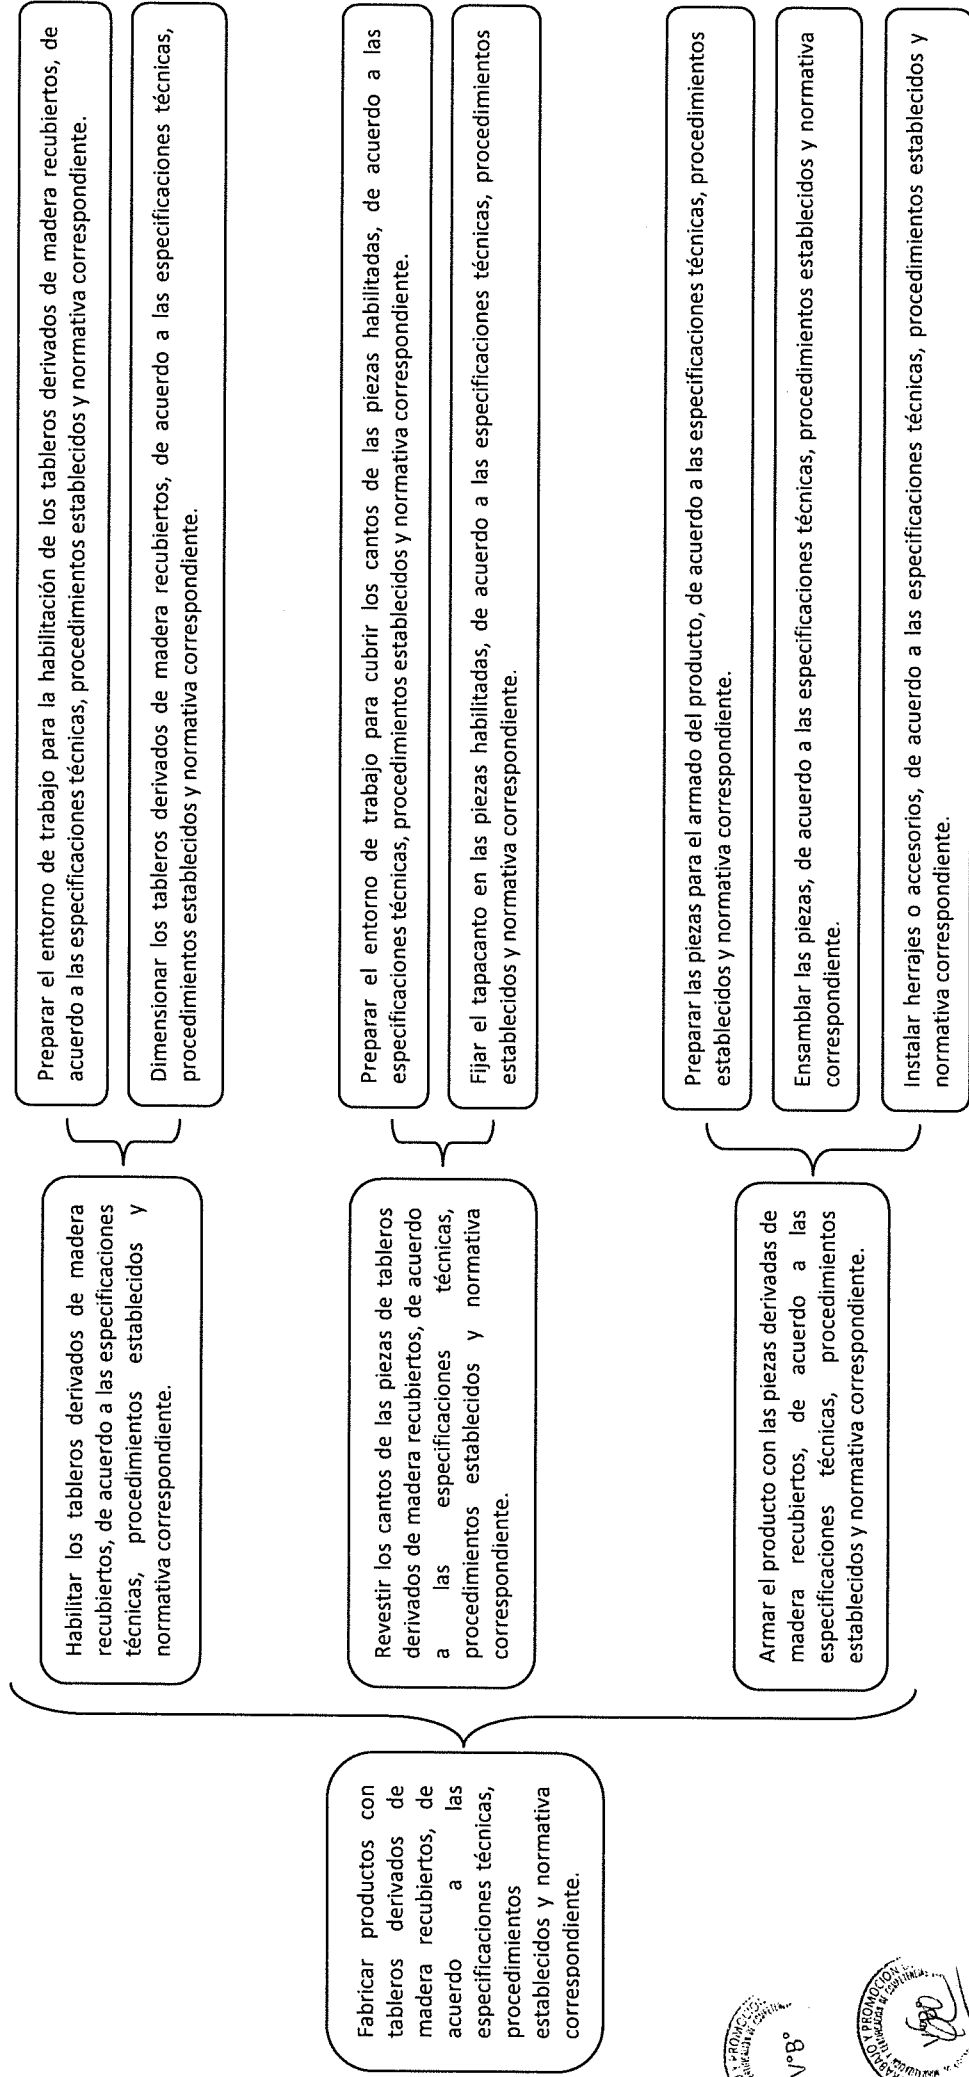 Fabricar productos con
tableros derivados de
madera recubiertos, de
acuerdo a las
especificaciones técnicas,
procedimientos
establecidos y normativa
correspondiente.
Habilitar los tableros derivados de madera
recubiertos, de acuerdo a las especificaciones
técnicas, procedimientos establecidos y
normativa correspondiente.
Preparar el entorno de trabajo para la habilitación de los tableros derivados de madera recubiertos, de
acuerdo a las especificaciones técnicas, procedimientos establecidos y normativa correspondiente.
Dimensionar los tableros derivados de madera recubiertos, de acuerdo a las especificaciones técnicas,
procedimientos establecidos y normativa correspondiente.
Revestir los cantos de las piezas de tableros
derivados de madera recubiertos, de acuerdo
a las especificaciones técnicas,
procedimientos establecidos y normativa
correspondiente.
Preparar el entorno de trabajo para cubrir los cantos de las piezas habilitadas, de acuerdo a las
especificaciones técnicas, procedimientos establecidos y normativa correspondiente.
Fijar el tapacanto en las piezas habilitadas, de acuerdo a las especificaciones técnicas, procedimientos
establecidos y normativa correspondiente.
Armar el producto con las piezas derivadas de
madera recubiertos, de acuerdo a las
especificaciones técnicas, procedimientos
establecidos y normativa correspondiente.
Preparar las piezas para el armado del producto, de acuerdo a las especificaciones técnicas, procedimientos
establecidos y normativa correspondiente.
Ensamblar las piezas, de acuerdo a las especificaciones técnicas, procedimientos establecidos y normativa
correspondiente.
Instalar herrajes o accesorios, de acuerdo a las especificaciones técnicas, procedimientos establecidos y
normativa correspondiente.
V°B°
Y PROMOCIÓN